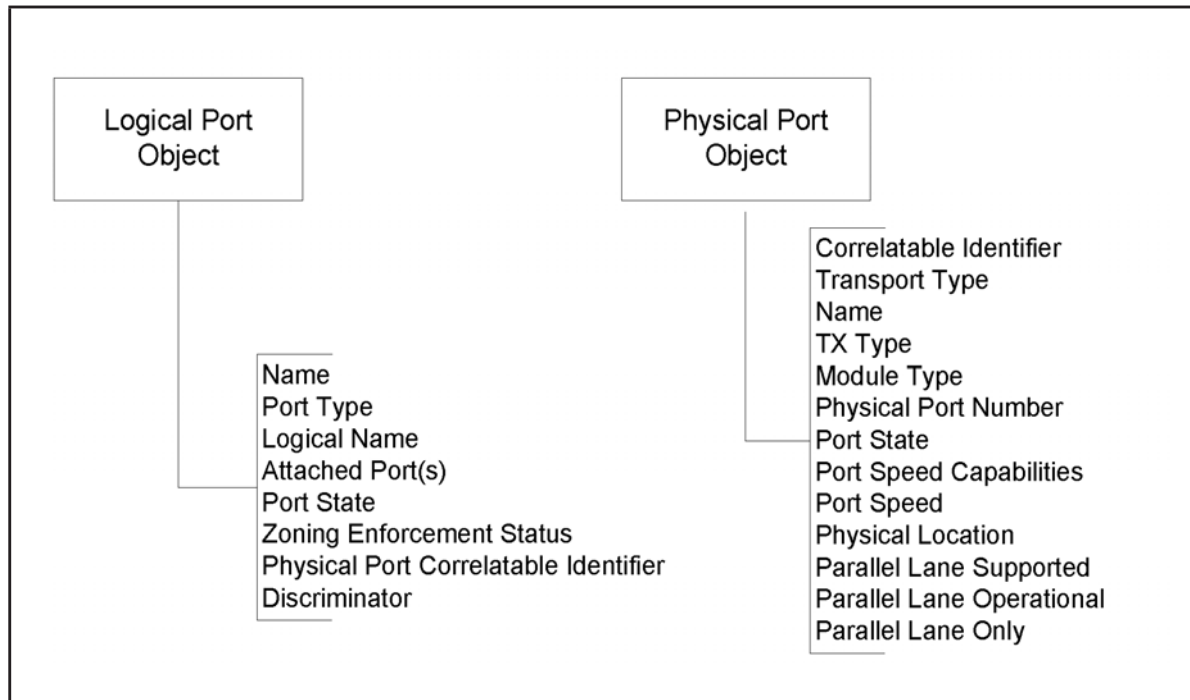 Logical Port
Object
Name
Port Type
Logical Name
Attached Port(s)
Port State
Zoning Enforcement Status
Physical Port Correlatable Identifier
Discriminator
Physical Port
Object
Correlatable Identifier
Transport Type
Name
TX Type
Module Type
Physical Port Number
Port State
Port Speed Capabilities
Port Speed
Physical Location
Parallel Lane Supported
Parallel Lane Operational
Parallel Lane Only